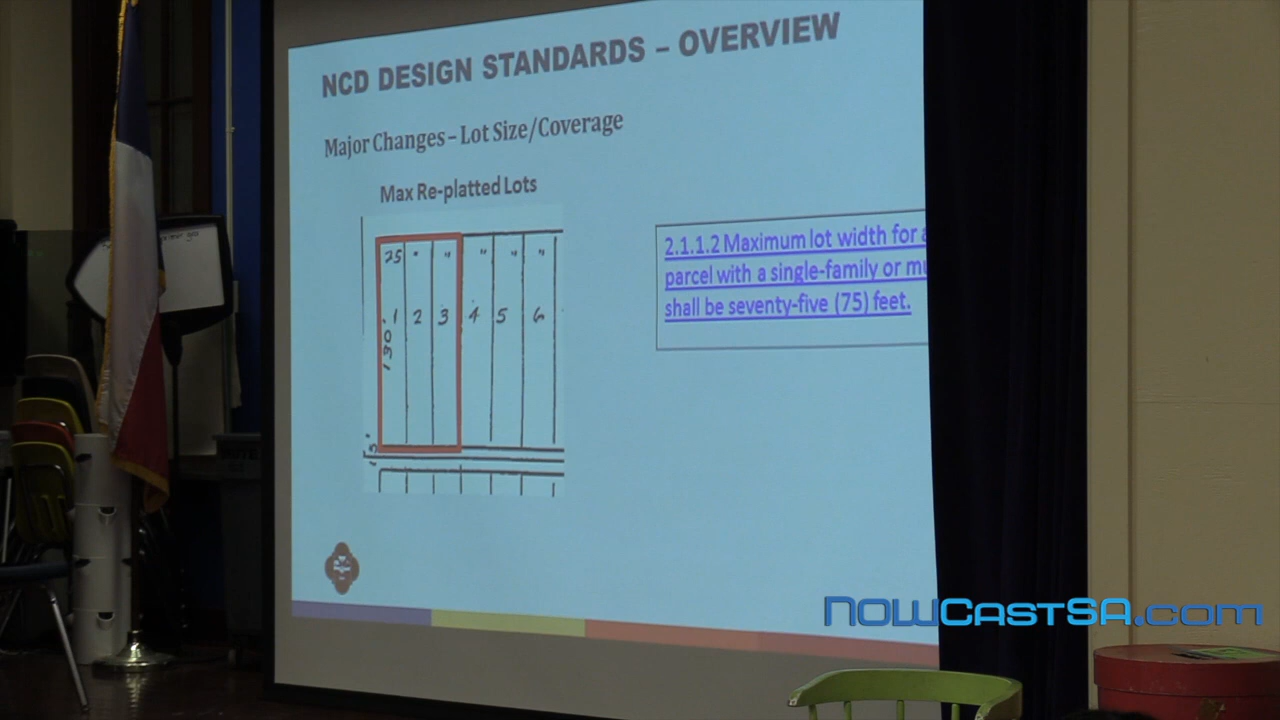 NCD DESIGN STANDARDS – OVERVIEW
Major Changes – Lot Size/Coverage
Max Re-platted Lots
25 " " " " "
1 2 3 4 5 6
130'
15'
2.1.1.2 Maximum lot width for
parcel with a single-family or
shall be seventy-five (75) feet.
NOWCastSA.com